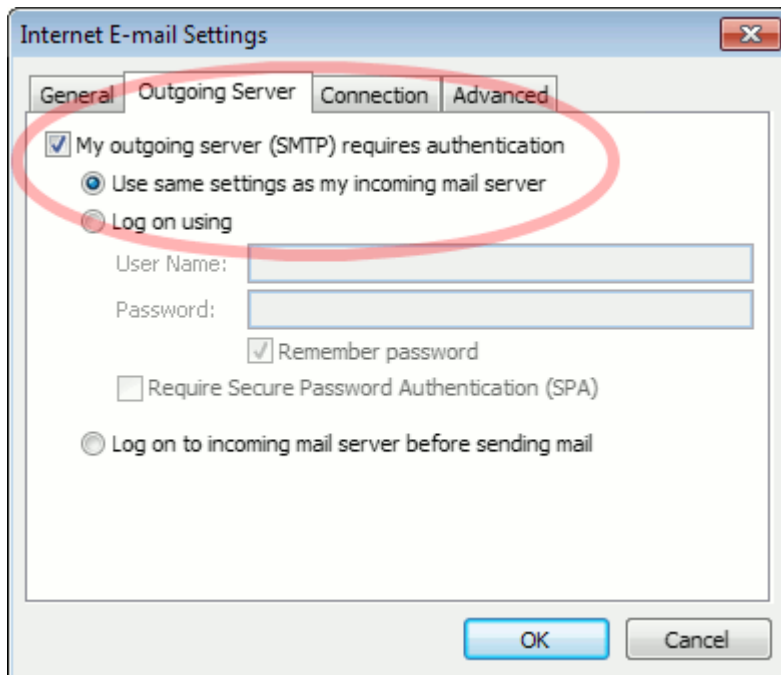 Internet E-mail Settings
General Outgoing Server Connection Advanced
My outgoing server (SMTP) requires authentication
Use same settings as my incoming mail server
Log on using
User Name:
Password:
Remember password
Require Secure Password Authentication (SPA)
Log on to incoming mail server before sending mail
OK Cancel